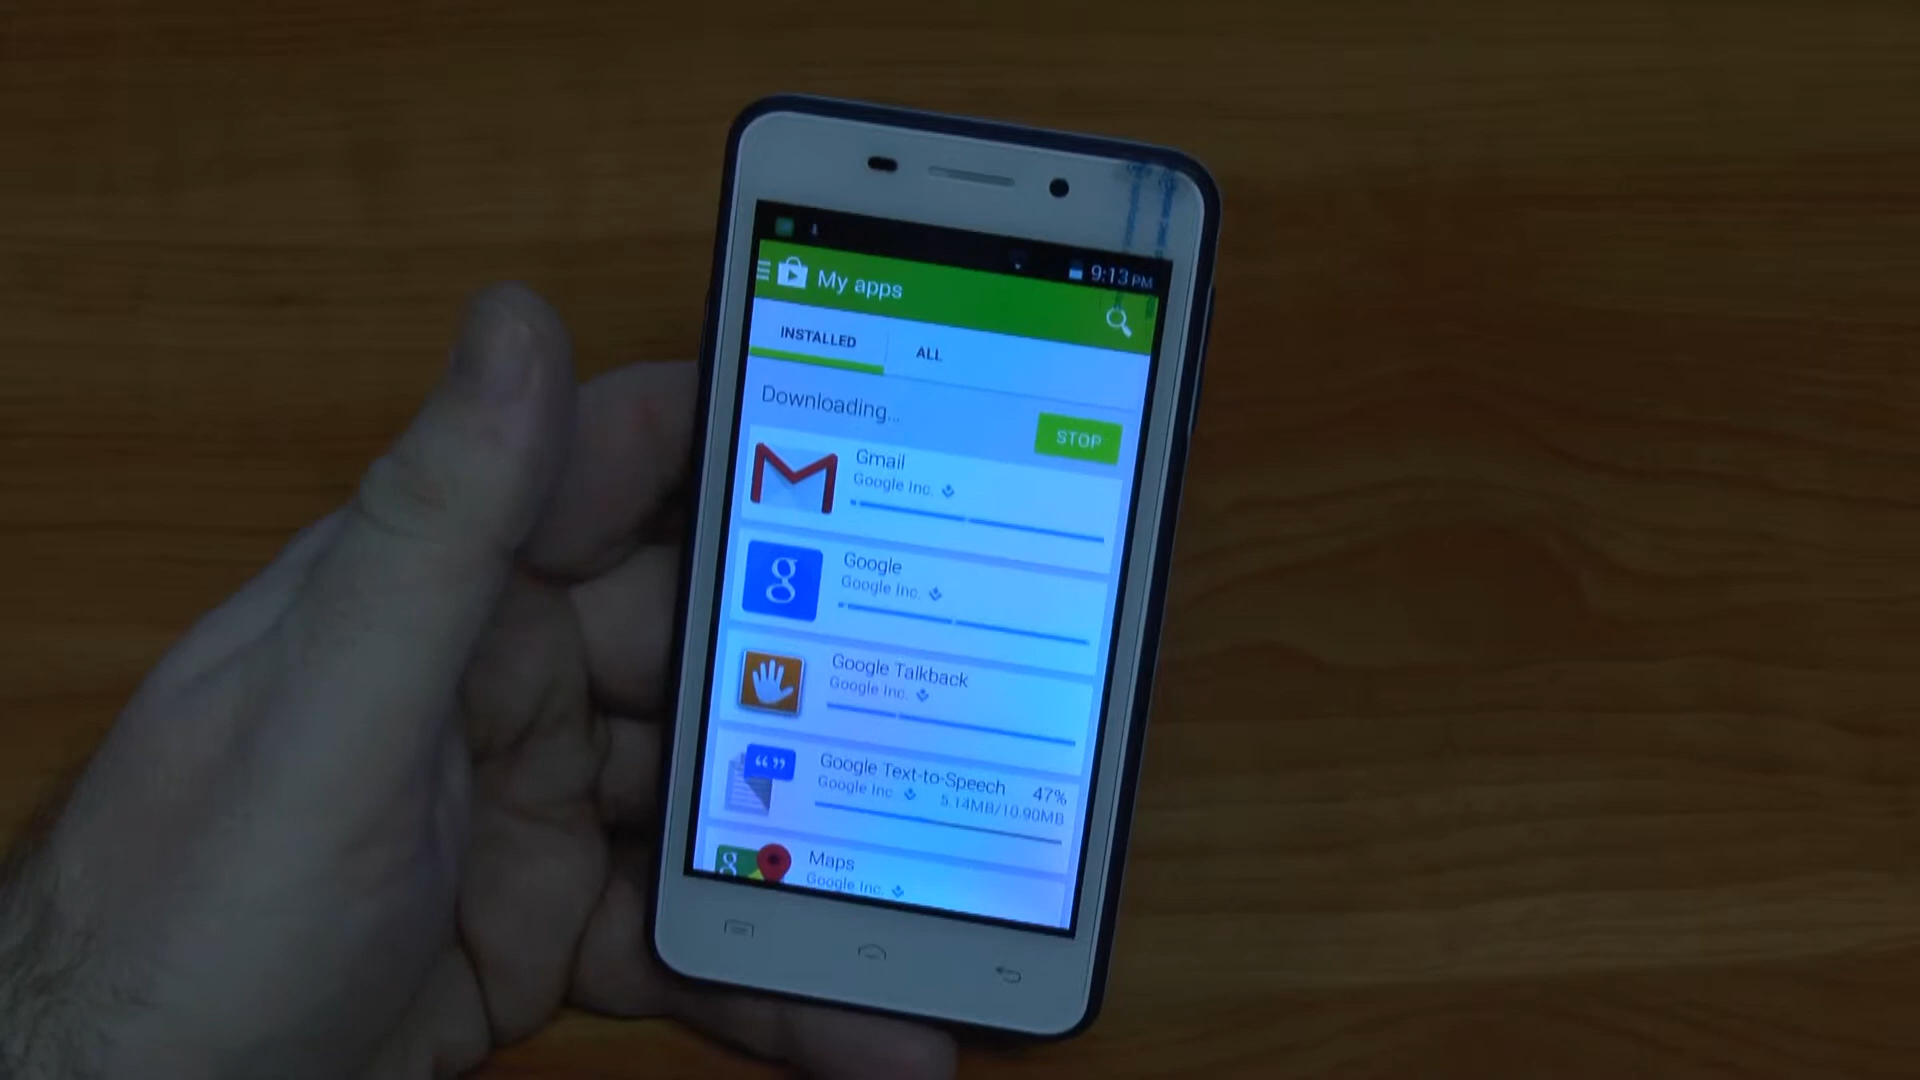 9:13 PM
My apps
INSTALLED
ALL
Downloading...
STOP
Gmail
Google Inc.
g
Google
Google Inc.
Google Talkback
Google Inc.
“ ”
Google Text-to-Speech
47%
Google Inc.
5.14MB/10.90MB
g
Maps
Google Inc.